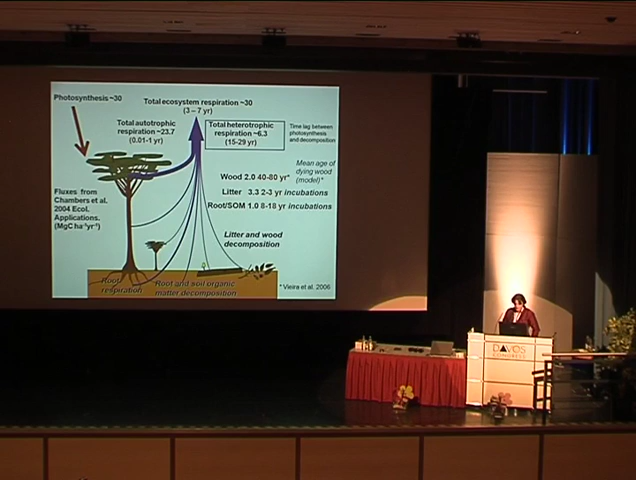 Photosynthesis ~30
Total ecosystem respiration ~30
(3 – 7 yr)
Total autotrophic
respiration ~23.7
(0.01-1 yr)
Total heterotrophic
respiration ~6.3
(15-29 yr)
Time lag between
photosynthesis
and decomposition
Mean age of
dying wood
(model)*
Wood 2.0 40-80 yr*
Litter 3.3 2-3 yr incubations
Root/SOM 1.0 8-18 yr incubations
Fluxes from
Chambers et al.
2004 Ecol.
Applications.
(MgC ha⁻¹yr⁻¹)
Litter and wood
decomposition
Root
respiration
Root and soil organic
matter decomposition
* Vieira et al. 2006
DAVOS
CONGRESS